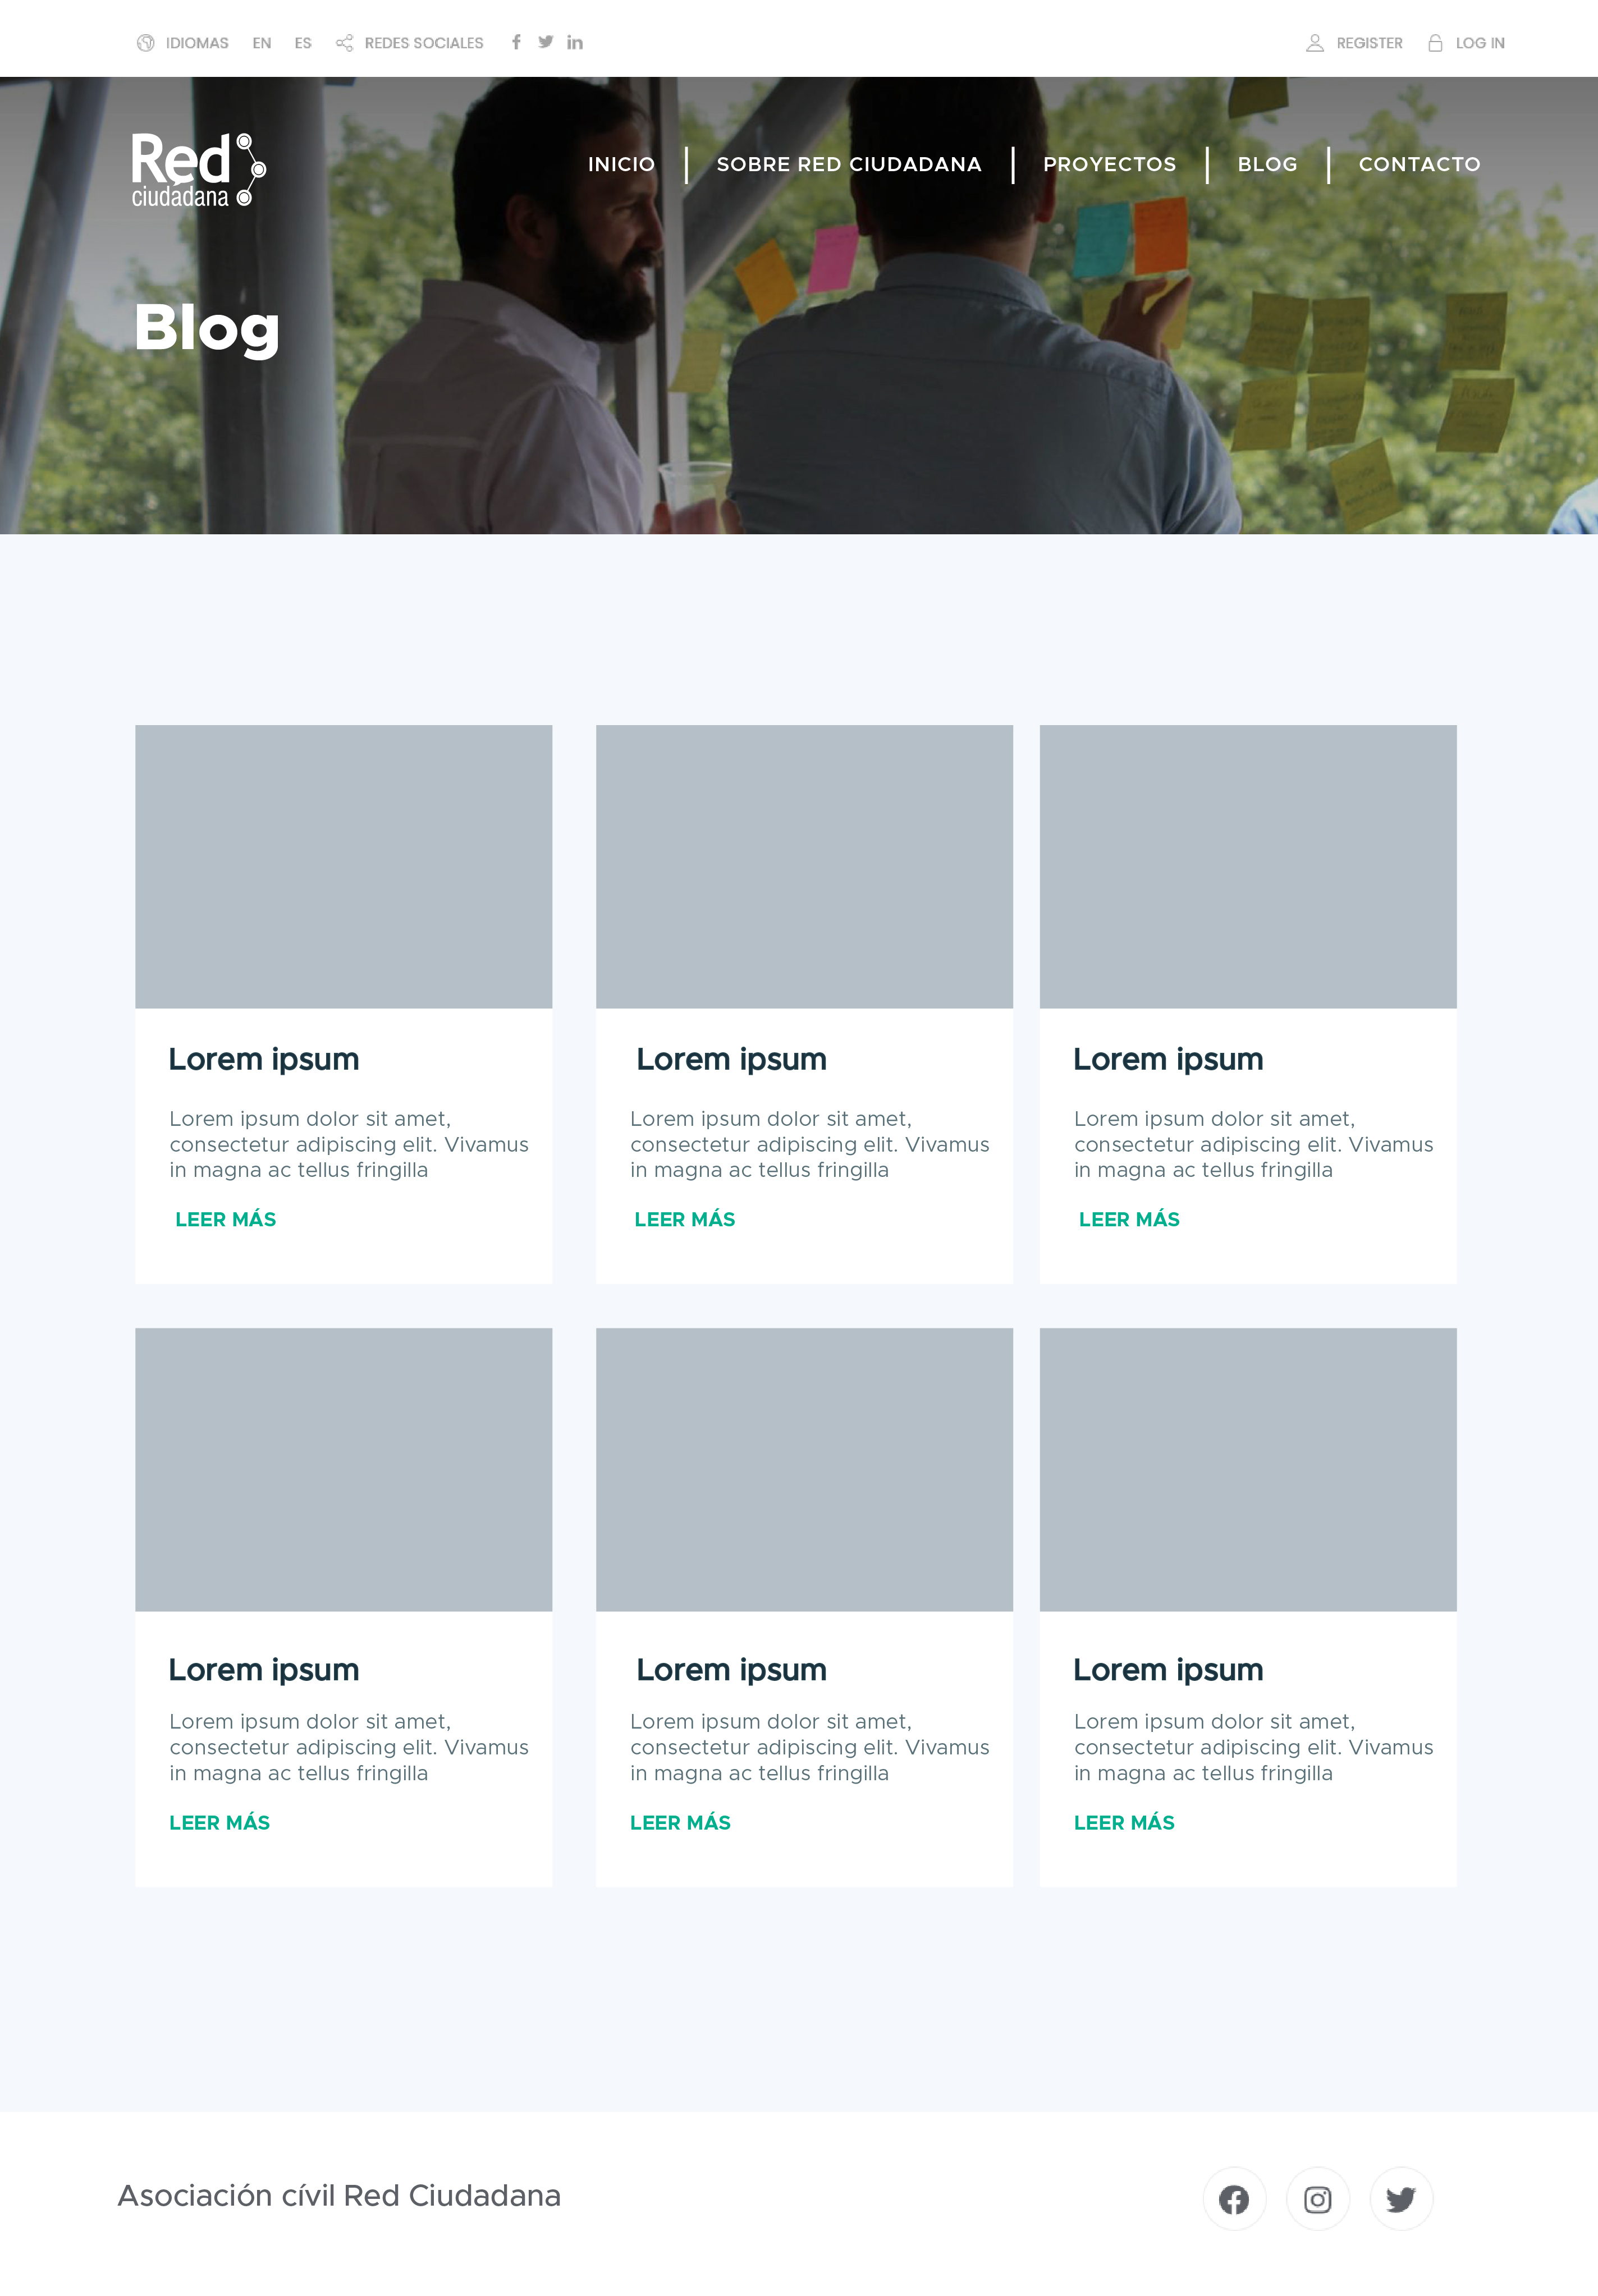 IDIOMAS EN ES REDES SOCIALES REGISTER LOG IN
Red
ciudadana
INICIO SOBRE RED CIUDADANA PROYECTOS BLOG CONTACTO
Blog
Lorem ipsum
Lorem ipsum dolor sit amet,
consectetur adipiscing elit. Vivamus
in magna ac tellus fringilla
LEER MÁS
Lorem ipsum
Lorem ipsum dolor sit amet,
consectetur adipiscing elit. Vivamus
in magna ac tellus fringilla
LEER MÁS
Lorem ipsum
Lorem ipsum dolor sit amet,
consectetur adipiscing elit. Vivamus
in magna ac tellus fringilla
LEER MÁS
Lorem ipsum
Lorem ipsum dolor sit amet,
consectetur adipiscing elit. Vivamus
in magna ac tellus fringilla
LEER MÁS
Lorem ipsum
Lorem ipsum dolor sit amet,
consectetur adipiscing elit. Vivamus
in magna ac tellus fringilla
LEER MÁS
Lorem ipsum
Lorem ipsum dolor sit amet,
consectetur adipiscing elit. Vivamus
in magna ac tellus fringilla
LEER MÁS
Asociación cívil Red Ciudadana